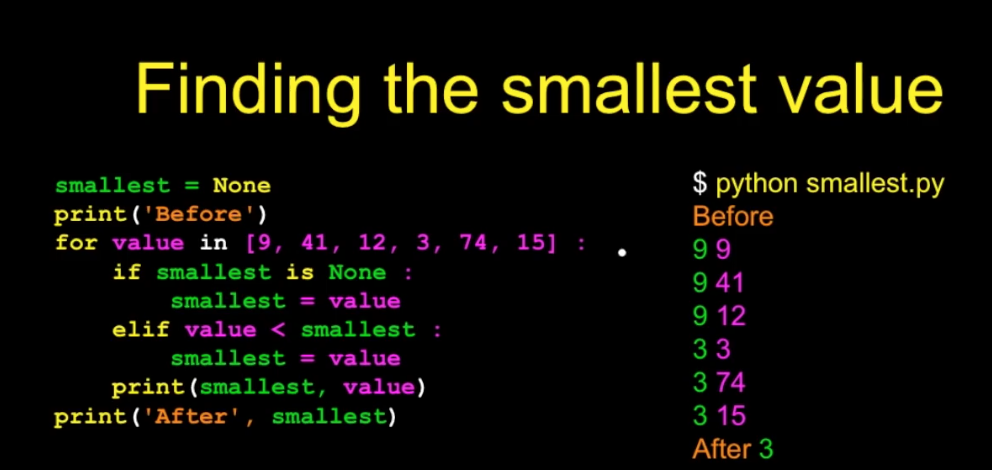 Finding the smallest value
smallest = None
print('Before')
for value in [9, 41, 12, 3, 74, 15] :
    if smallest is None :
        smallest = value
    elif value < smallest :
        smallest = value
    print(smallest, value)
print('After', smallest)
$ python smallest.py
Before
9 9
9 41
9 12
3 3
3 74
3 15
After 3